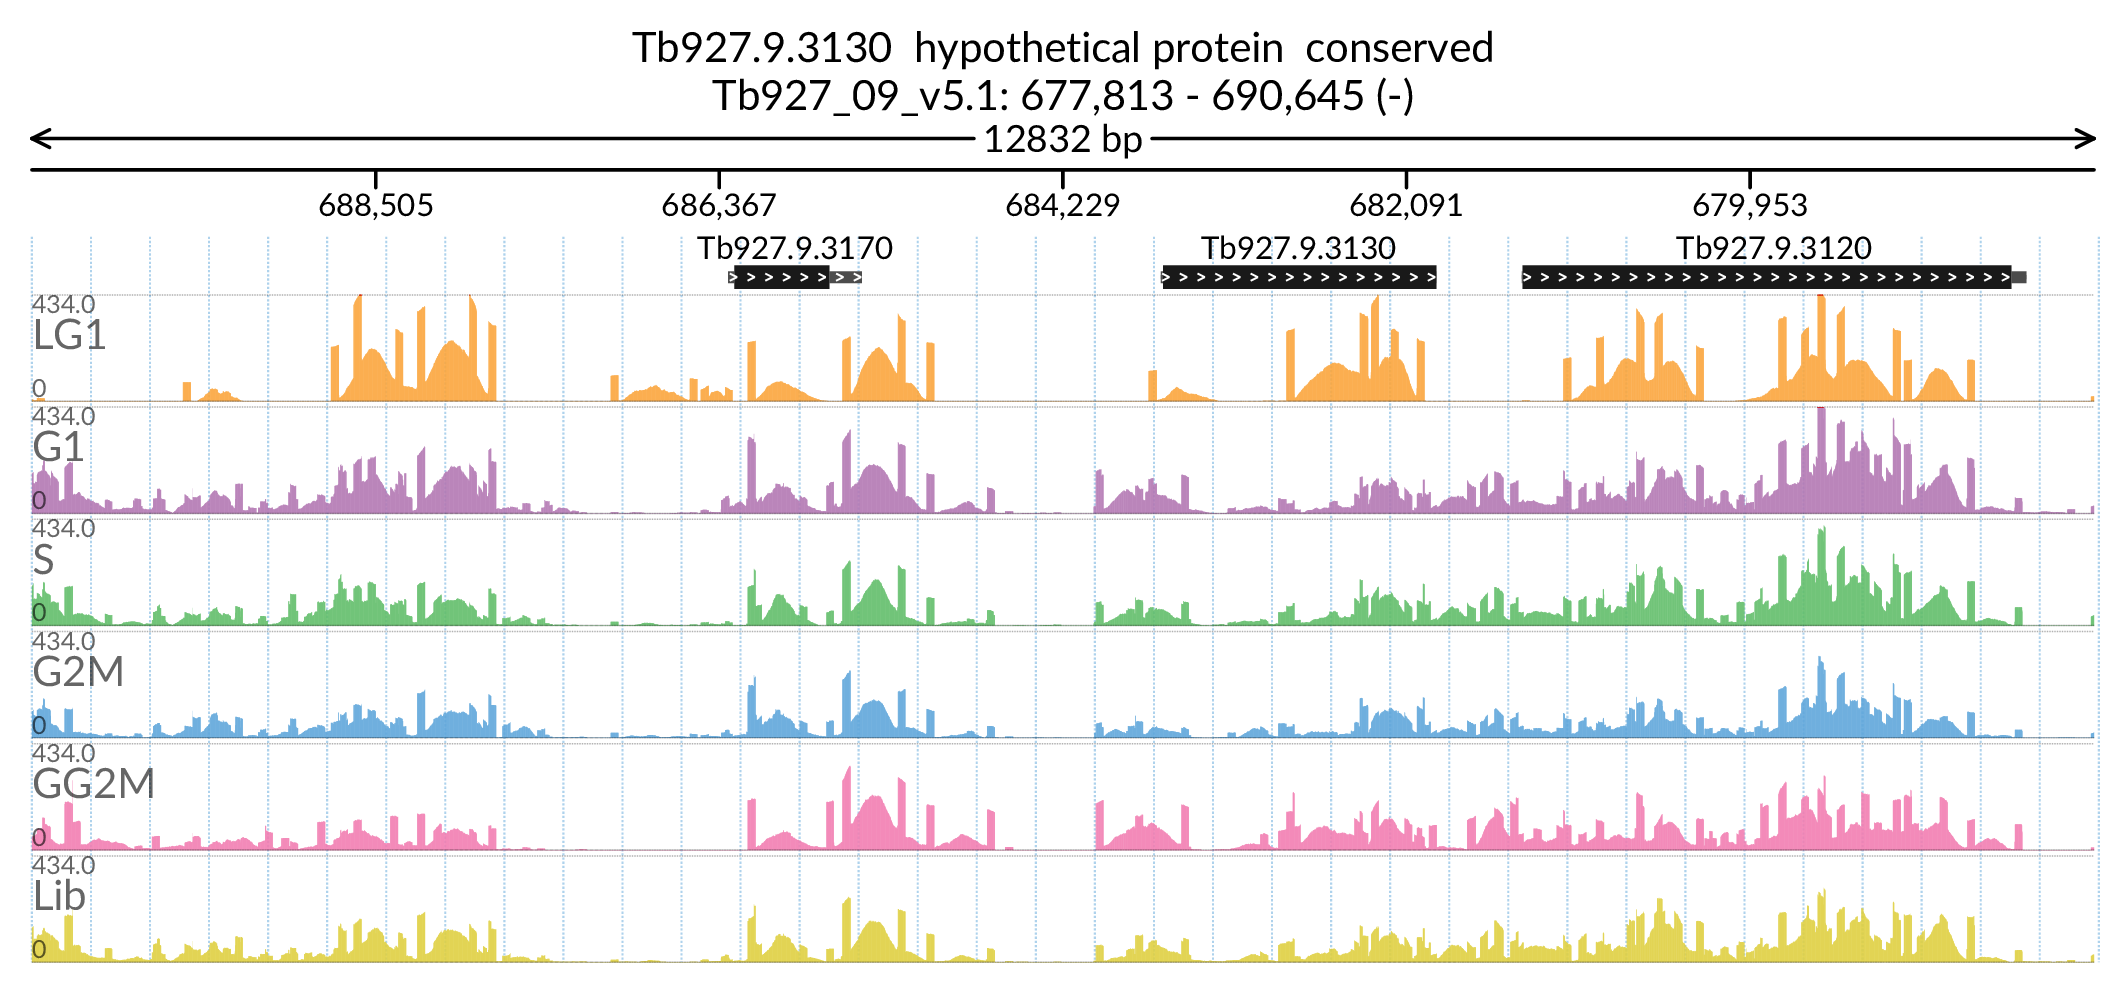 Tb927.9.3130  hypothetical protein  conserved
Tb927_09_v5.1: 677,813 - 690,645 (-)
12832 bp
688,505 686,367 684,229 682,091 679,953
Tb927.9.3170 Tb927.9.3130 Tb927.9.3120
434.0
LG1
0
434.0
G1
0
434.0
S
0
434.0
G2M
0
434.0
GG2M
0
434.0
Lib
0